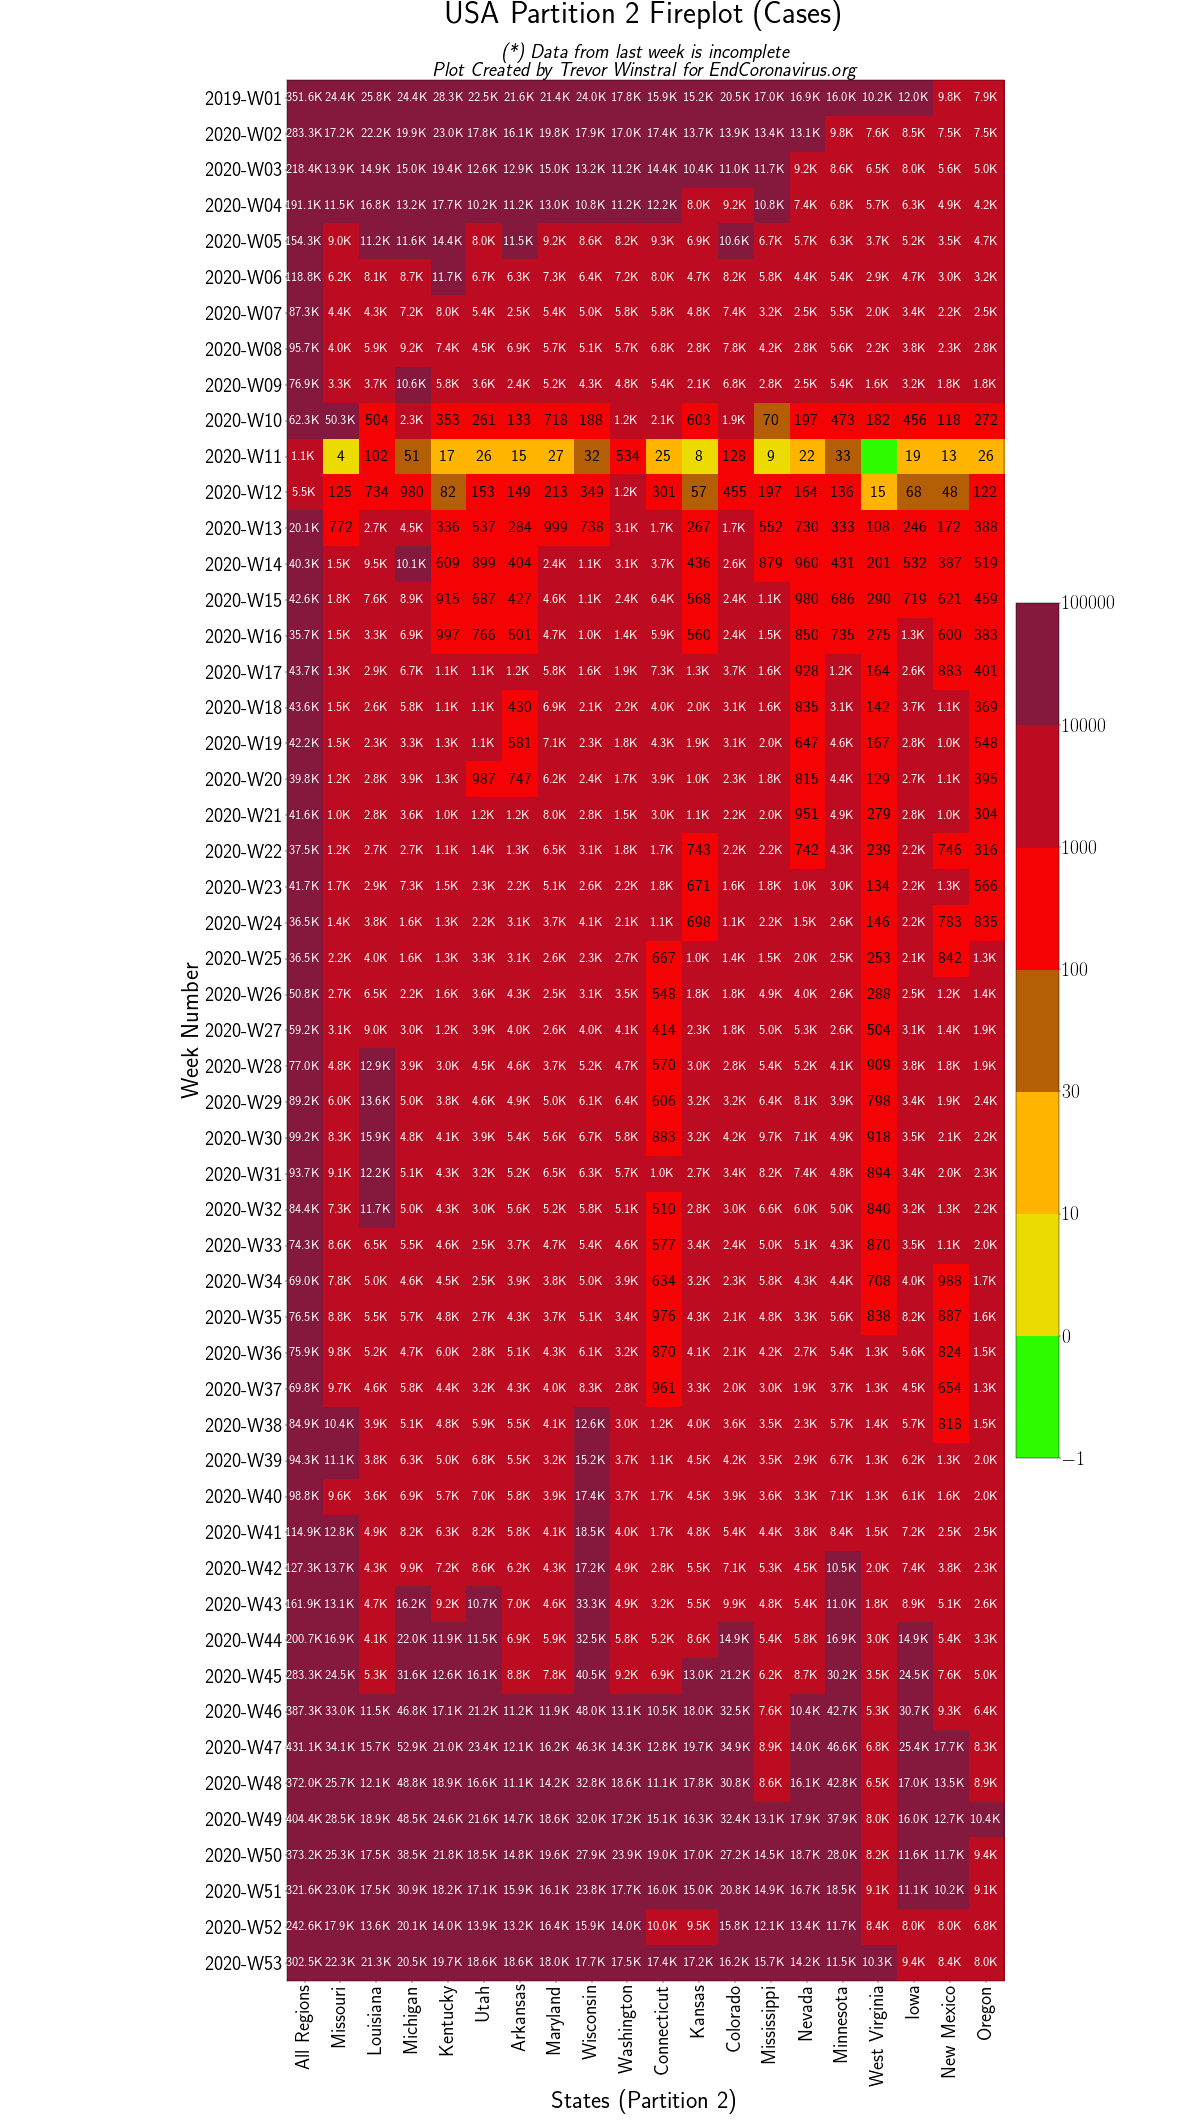 USA Partition 2 Fireplot (Cases)
(*) Data from last week is incomplete
Plot Created by Trevor Winstral for EndCoronavirus.org
2019-W01 351.6K 24.4K 25.8K 24.4K 28.3K 22.5K 21.6K 21.4K 24.0K 17.8K 15.9K 15.2K 20.5K 17.0K 16.9K 16.0K 10.2K 12.0K 9.8K 7.9K
2020-W02 283.3K 17.2K 22.2K 19.9K 23.0K 17.8K 16.1K 19.8K 17.9K 17.0K 17.4K 13.7K 13.9K 13.4K 13.1K 9.8K 7.6K 8.5K 7.5K 7.5K
2020-W03 218.4K 13.9K 14.9K 15.0K 19.4K 12.6K 12.9K 15.0K 13.2K 11.2K 14.4K 10.4K 11.0K 11.7K 9.2K 8.6K 6.5K 8.0K 5.6K 5.0K
2020-W04 191.1K 11.5K 16.8K 13.2K 17.7K 10.2K 11.2K 13.0K 10.8K 11.2K 12.2K 8.0K 9.2K 10.8K 7.4K 6.8K 5.7K 6.3K 4.9K 4.2K
2020-W05 154.3K 9.0K 11.2K 11.6K 14.4K 8.0K 11.5K 9.2K 8.6K 8.2K 9.3K 6.9K 10.6K 6.7K 5.7K 6.3K 3.7K 5.2K 3.5K 4.7K
2020-W06 118.8K 6.2K 8.1K 8.7K 11.7K 6.7K 6.3K 7.3K 6.4K 7.2K 8.0K 4.7K 8.2K 5.8K 4.4K 5.4K 2.9K 4.7K 3.0K 3.2K
2020-W07 87.3K 4.4K 4.3K 7.2K 8.0K 5.4K 2.5K 5.4K 5.0K 5.8K 5.8K 4.8K 7.4K 3.2K 2.5K 5.5K 2.0K 3.4K 2.2K 2.5K
2020-W08 95.7K 4.0K 5.9K 9.2K 7.4K 4.5K 6.9K 5.7K 5.1K 5.7K 6.8K 2.8K 7.8K 4.2K 2.8K 5.6K 2.2K 3.8K 2.3K 2.8K
2020-W09 76.9K 3.3K 3.7K 10.6K 5.8K 3.6K 2.4K 5.2K 4.3K 4.8K 5.4K 2.1K 6.8K 2.8K 2.5K 5.4K 1.6K 3.2K 1.8K 1.8K
2020-W10 62.3K 50.3K 504 2.3K 353 261 133 718 188 1.2K 2.1K 603 1.9K 70 197 473 182 456 118 272
2020-W11 1.1K 4 102 51 17 26 15 27 32 534 25 8 128 9 22 33 19 13 26
2020-W12 5.5K 125 734 980 82 153 149 213 349 1.2K 301 57 455 197 164 136 15 68 48 122
2020-W13 20.1K 772 2.7K 4.5K 336 537 284 999 738 3.1K 1.7K 267 1.7K 552 730 333 108 246 172 388
2020-W14 40.3K 1.5K 9.5K 10.1K 609 899 404 2.4K 1.1K 3.1K 3.7K 436 2.6K 879 960 431 201 532 387 519
2020-W15 42.6K 1.8K 7.6K 8.9K 915 687 427 4.6K 1.1K 2.4K 6.4K 568 2.4K 1.1K 980 686 290 719 621 459
2020-W16 35.7K 1.5K 3.3K 6.9K 997 766 501 4.7K 1.0K 1.4K 5.9K 560 2.4K 1.5K 850 735 275 1.3K 600 383
2020-W17 43.7K 1.3K 2.9K 6.7K 1.1K 1.1K 1.2K 5.8K 1.6K 1.9K 7.3K 1.3K 3.7K 1.6K 928 1.2K 164 2.6K 883 401
2020-W18 43.6K 1.5K 2.6K 5.8K 1.1K 1.1K 430 6.9K 2.1K 2.2K 4.0K 2.0K 3.1K 1.6K 835 3.1K 142 3.7K 1.1K 369
2020-W19 42.2K 1.5K 2.3K 3.3K 1.3K 1.1K 581 7.1K 2.3K 1.8K 4.3K 1.9K 3.1K 2.0K 647 4.6K 167 2.8K 1.0K 548
2020-W20 39.8K 1.2K 2.8K 3.9K 1.3K 987 747 6.2K 2.4K 1.7K 3.9K 1.0K 2.3K 1.8K 815 4.4K 129 2.7K 1.1K 395
2020-W21 41.6K 1.0K 2.8K 3.6K 1.0K 1.2K 1.2K 8.0K 2.8K 1.5K 3.0K 1.1K 2.2K 2.0K 951 4.9K 279 2.8K 1.0K 304
2020-W22 37.5K 1.2K 2.7K 2.7K 1.1K 1.4K 1.3K 6.5K 3.1K 1.8K 1.7K 743 2.2K 2.2K 742 4.3K 239 2.2K 746 316
2020-W23 41.7K 1.7K 2.9K 7.3K 1.5K 2.3K 2.2K 5.1K 2.6K 2.2K 1.8K 671 1.6K 1.8K 1.0K 3.0K 134 2.2K 1.3K 566
2020-W24 36.5K 1.4K 3.8K 1.6K 1.3K 2.2K 3.1K 3.7K 4.1K 2.1K 1.1K 698 1.1K 2.2K 1.5K 2.6K 146 2.2K 783 835
2020-W25 36.5K 2.2K 4.0K 1.6K 1.3K 3.3K 3.1K 2.6K 2.3K 2.7K 667 1.0K 1.4K 1.5K 2.0K 2.5K 253 2.1K 842 1.3K
2020-W26 50.8K 2.7K 6.5K 2.2K 1.6K 3.6K 4.3K 2.5K 3.1K 3.5K 548 1.8K 1.8K 4.9K 4.0K 2.6K 288 2.5K 1.2K 1.4K
2020-W27 59.2K 3.1K 9.0K 3.0K 1.2K 3.9K 4.0K 2.6K 4.0K 4.1K 414 2.3K 1.8K 5.0K 5.3K 2.6K 504 3.1K 1.4K 1.9K
2020-W28 77.0K 4.8K 12.9K 3.9K 3.0K 4.5K 4.6K 3.7K 5.2K 4.7K 570 3.0K 2.8K 5.4K 5.2K 4.1K 909 3.8K 1.8K 1.9K
2020-W29 89.2K 6.0K 13.6K 5.0K 3.8K 4.6K 4.9K 5.0K 6.1K 6.4K 606 3.2K 3.2K 6.4K 8.1K 3.9K 798 3.4K 1.9K 2.4K
2020-W30 99.2K 8.3K 15.9K 4.8K 4.1K 3.9K 5.4K 5.6K 6.7K 5.8K 883 3.2K 4.2K 9.7K 7.1K 4.9K 918 3.5K 2.1K 2.2K
2020-W31 93.7K 9.1K 12.2K 5.1K 4.3K 3.2K 5.2K 6.5K 6.3K 5.7K 1.0K 2.7K 3.4K 8.2K 7.4K 4.8K 894 3.4K 2.0K 2.3K
2020-W32 84.4K 7.3K 11.7K 5.0K 4.3K 3.0K 5.6K 5.2K 5.8K 5.1K 510 2.8K 3.0K 6.6K 6.0K 5.0K 840 3.2K 1.3K 2.2K
2020-W33 74.3K 8.6K 6.5K 5.5K 4.6K 2.5K 3.7K 4.7K 5.4K 4.6K 577 3.4K 2.4K 5.0K 5.1K 4.3K 870 3.5K 1.1K 2.0K
2020-W34 69.0K 7.8K 5.0K 4.6K 4.5K 2.5K 3.9K 3.8K 5.0K 3.9K 634 3.2K 2.3K 5.8K 4.3K 4.4K 708 4.0K 988 1.7K
2020-W35 76.5K 8.8K 5.5K 5.7K 4.8K 2.7K 4.3K 3.7K 5.1K 3.4K 976 4.3K 2.1K 4.8K 3.3K 5.6K 838 8.2K 887 1.6K
2020-W36 75.9K 9.8K 5.2K 4.7K 6.0K 2.8K 5.1K 4.3K 6.1K 3.2K 870 4.1K 2.1K 4.2K 2.7K 5.4K 1.3K 5.6K 824 1.5K
2020-W37 69.8K 9.7K 4.6K 5.8K 4.4K 3.2K 4.3K 4.0K 8.3K 2.8K 961 3.3K 2.0K 3.0K 1.9K 3.7K 1.3K 4.5K 654 1.3K
2020-W38 84.9K 10.4K 3.9K 5.1K 4.8K 5.9K 5.5K 4.1K 12.6K 3.0K 1.2K 4.0K 3.6K 3.5K 2.3K 5.7K 1.4K 5.7K 818 1.5K
2020-W39 94.3K 11.1K 3.8K 6.3K 5.0K 6.8K 5.5K 3.2K 15.2K 3.7K 1.1K 4.5K 4.2K 3.5K 2.9K 6.7K 1.3K 6.2K 1.3K 2.0K
2020-W40 98.8K 9.6K 3.6K 6.9K 5.7K 7.0K 5.8K 3.9K 17.4K 3.7K 1.7K 4.5K 3.9K 3.6K 3.3K 7.1K 1.3K 6.1K 1.6K 2.0K
2020-W41 114.9K 12.8K 4.9K 8.2K 6.3K 8.2K 5.8K 4.1K 18.5K 4.0K 1.7K 4.8K 5.4K 4.4K 3.8K 8.4K 1.5K 7.2K 2.5K 2.5K
2020-W42 127.3K 13.7K 4.3K 9.9K 7.2K 8.6K 6.2K 4.3K 17.2K 4.9K 2.8K 5.5K 7.1K 5.3K 4.5K 10.5K 2.0K 7.4K 3.8K 2.3K
2020-W43 161.9K 13.1K 4.7K 16.2K 9.2K 10.7K 7.0K 4.6K 33.3K 4.9K 3.2K 5.5K 9.9K 4.8K 5.4K 11.0K 1.8K 8.9K 5.1K 2.6K
2020-W44 200.7K 16.9K 4.1K 22.0K 11.9K 11.5K 6.9K 5.9K 32.5K 5.8K 5.2K 8.6K 14.9K 5.4K 5.8K 16.9K 3.0K 14.9K 5.4K 3.3K
2020-W45 283.3K 24.5K 5.3K 31.6K 12.6K 16.1K 8.8K 7.8K 40.5K 9.2K 6.9K 13.0K 21.2K 6.2K 8.7K 30.2K 3.5K 24.5K 7.6K 5.0K
2020-W46 387.3K 33.0K 11.5K 46.8K 17.1K 21.2K 11.2K 11.9K 48.0K 13.1K 10.5K 18.0K 32.5K 7.6K 10.4K 42.7K 5.3K 30.7K 9.3K 6.4K
2020-W47 431.1K 34.1K 15.7K 52.9K 21.0K 23.4K 12.1K 16.2K 46.3K 14.3K 12.8K 19.7K 34.9K 8.9K 14.0K 46.6K 6.8K 25.4K 17.7K 8.3K
2020-W48 372.0K 25.7K 12.1K 48.8K 18.9K 16.6K 11.1K 14.2K 32.8K 18.6K 11.1K 17.8K 30.8K 8.6K 16.1K 42.8K 6.5K 17.0K 13.5K 8.9K
2020-W49 404.4K 28.5K 18.9K 48.5K 24.6K 21.6K 14.7K 18.6K 32.0K 17.2K 15.1K 16.3K 32.4K 13.1K 17.9K 37.9K 8.0K 16.0K 12.7K 10.4K
2020-W50 373.2K 25.3K 17.5K 38.5K 21.8K 18.5K 14.8K 19.6K 27.9K 23.9K 19.0K 17.0K 27.2K 14.5K 18.7K 28.0K 8.2K 11.6K 11.7K 9.4K
2020-W51 321.6K 23.0K 17.5K 30.9K 18.2K 17.1K 15.9K 16.1K 23.8K 17.7K 16.0K 15.0K 20.8K 14.9K 16.7K 18.5K 9.1K 11.1K 10.2K 9.1K
2020-W52 242.6K 17.9K 13.6K 20.1K 14.0K 13.9K 13.2K 16.4K 15.9K 14.0K 10.0K 9.5K 15.8K 12.1K 13.4K 11.7K 8.4K 8.0K 8.0K 6.8K
2020-W53 302.5K 22.3K 21.3K 20.5K 19.7K 18.6K 18.6K 18.0K 17.7K 17.5K 17.4K 17.2K 16.2K 15.7K 14.2K 11.5K 10.3K 9.4K 8.4K 8.0K
Week Number
All Regions Missouri Louisiana Michigan Kentucky Utah Arkansas Maryland Wisconsin Washington Connecticut Kansas Colorado Mississippi Nevada Minnesota West Virginia Iowa New Mexico Oregon
States (Partition 2)
100000
10000
1000
100
30
10
0
−1